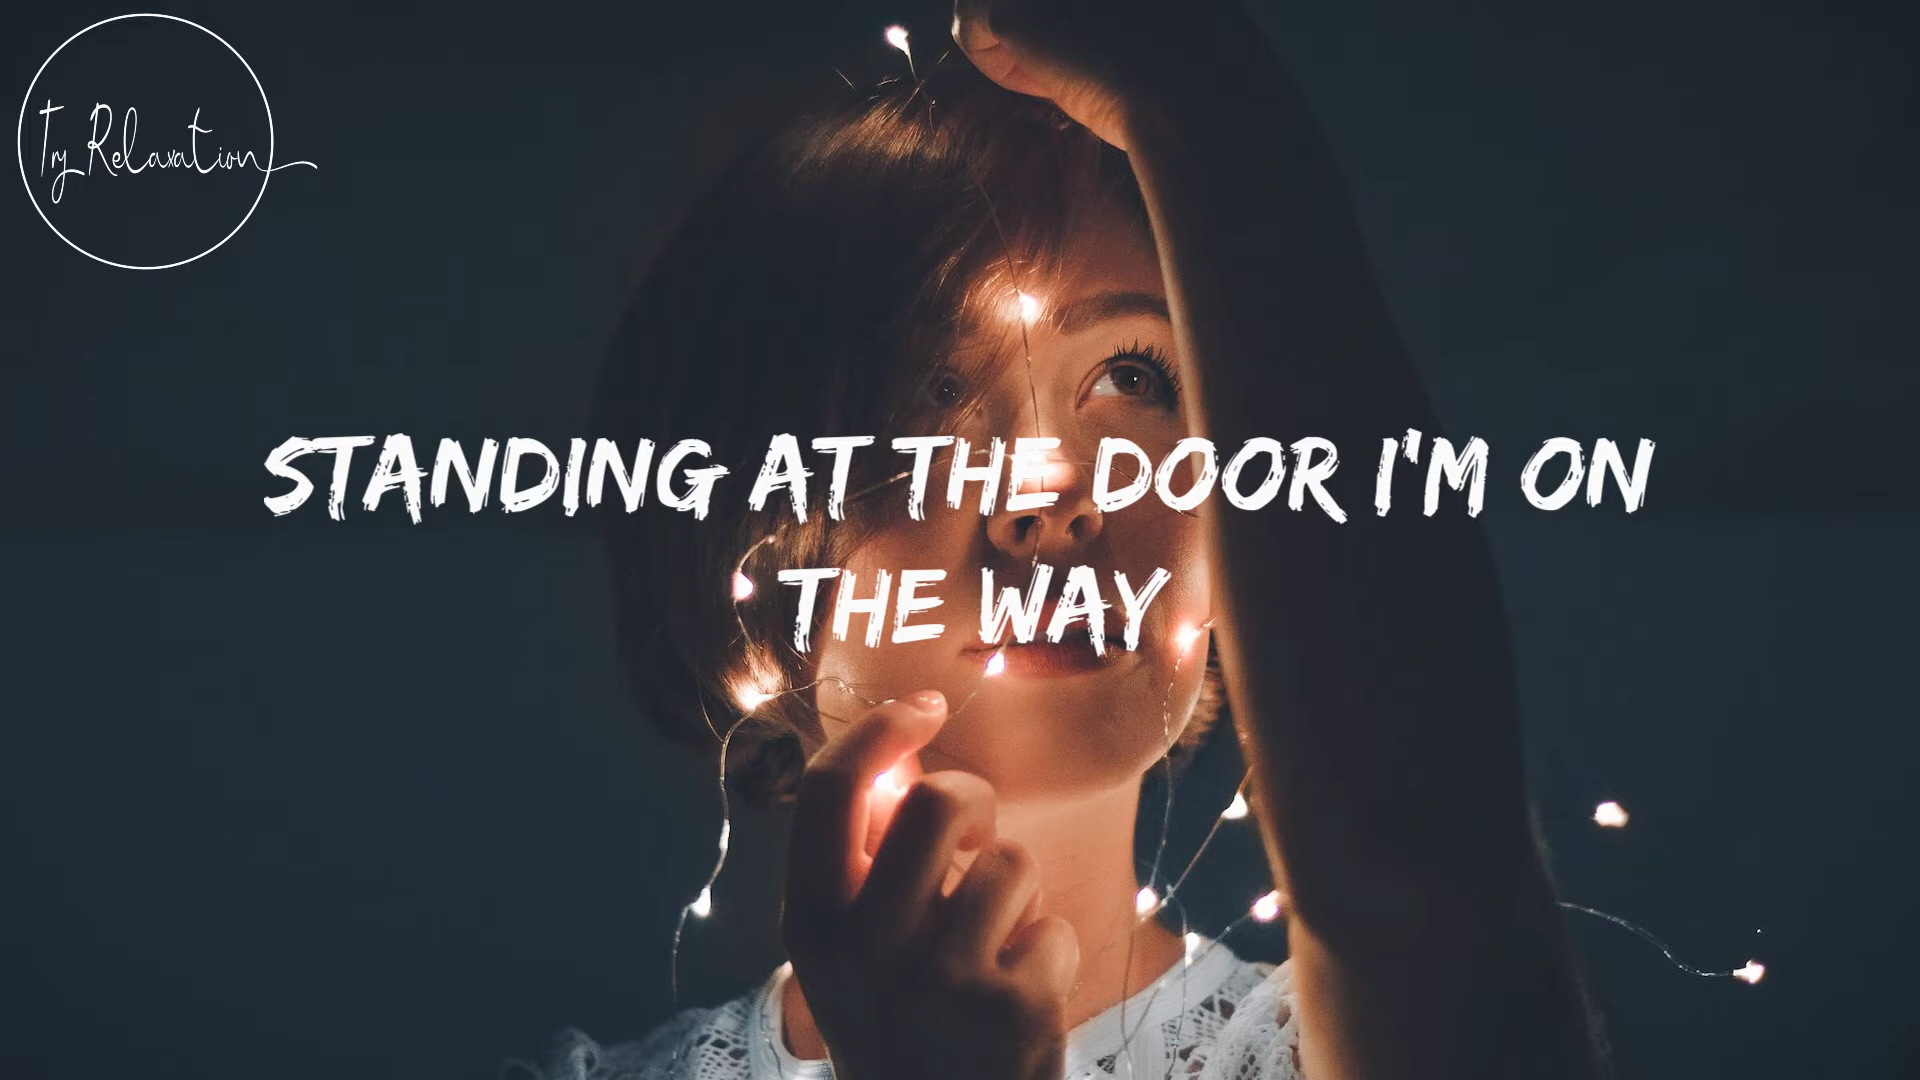 Try Relaxation
STANDING AT THE DOOR I'M ON
THE WAY